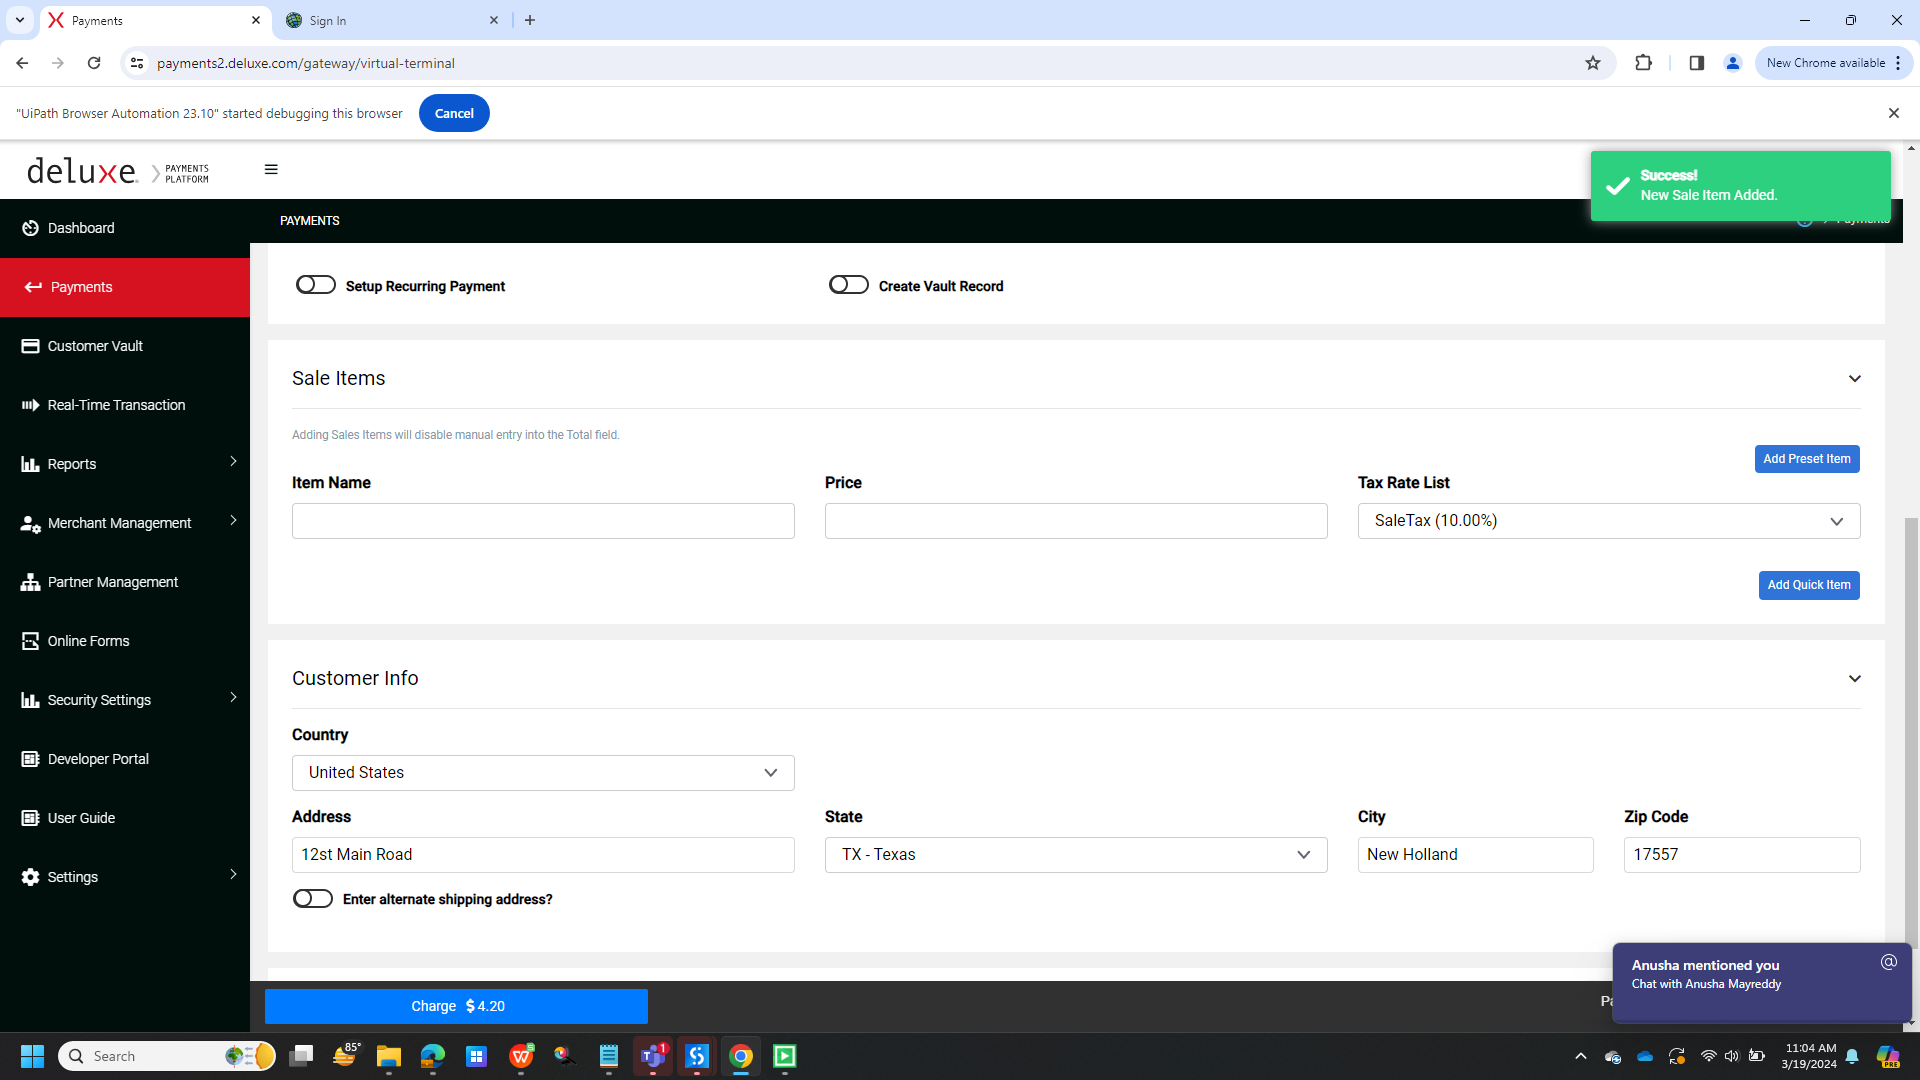 Payments
Sign In
payments2.deluxe.com/gateway/virtual-terminal
New Chrome available
"UiPath Browser Automation 23.10" started debugging this browser
Cancel
deluxe. PAYMENTS PLATFORM
Success!
New Sale Item Added.
PAYMENTS
Payments
Dashboard
Payments
Customer Vault
Real-Time Transaction
Reports
Merchant Management
Partner Management
Online Forms
Security Settings
Developer Portal
User Guide
Settings
Setup Recurring Payment
Create Vault Record
Sale Items
Adding Sales Items will disable manual entry into the Total field.
Add Preset Item
Item Name
Price
Tax Rate List
SaleTax (10.00%)
Add Quick Item
Customer Info
Country
United States
Address
State
City
Zip Code
12st Main Road
TX - Texas
New Holland
17557
Enter alternate shipping address?
Charge $ 4.20
Anusha mentioned you
Chat with Anusha Mayreddy
Search
85°
1
11:04 AM
3/19/2024
PRE